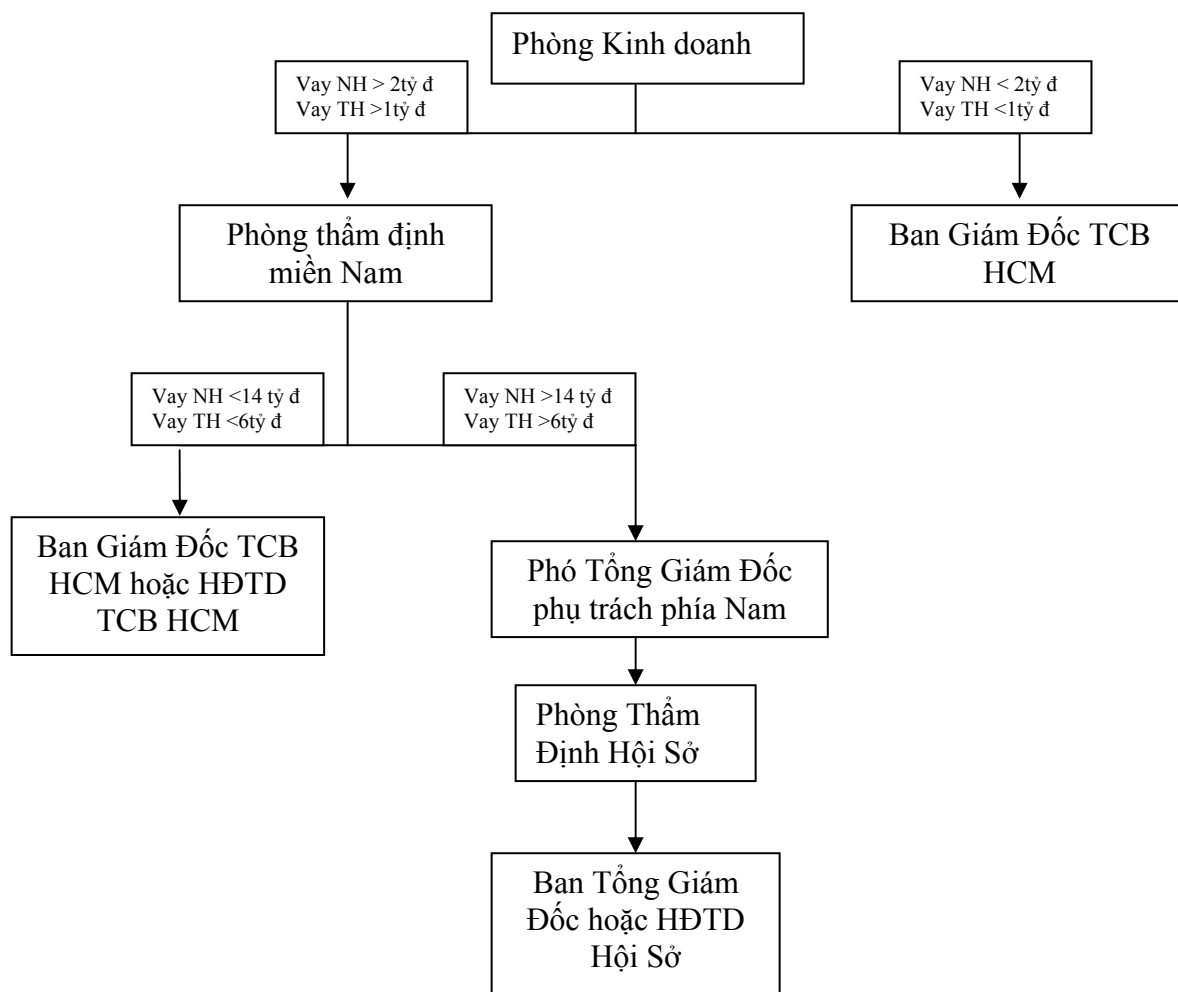 Phòng Kinh doanh
Vay NH > 2tỷ đ
Vay TH >1tỷ đ
Vay NH < 2tỷ đ
Vay TH <1tỷ đ
Phòng thẩm định
miền Nam
Ban Giám Đốc TCB
HCM
Vay NH <14 tỷ đ
Vay TH <6tỷ đ
Vay NH >14 tỷ đ
Vay TH >6tỷ đ
Ban Giám Đốc TCB
HCM hoặc HĐTD
TCB HCM
Phó Tổng Giám Đốc
phụ trách phía Nam
Phòng Thẩm
Định Hội Sở
Ban Tổng Giám
Đốc hoặc HĐTD
Hội Sở